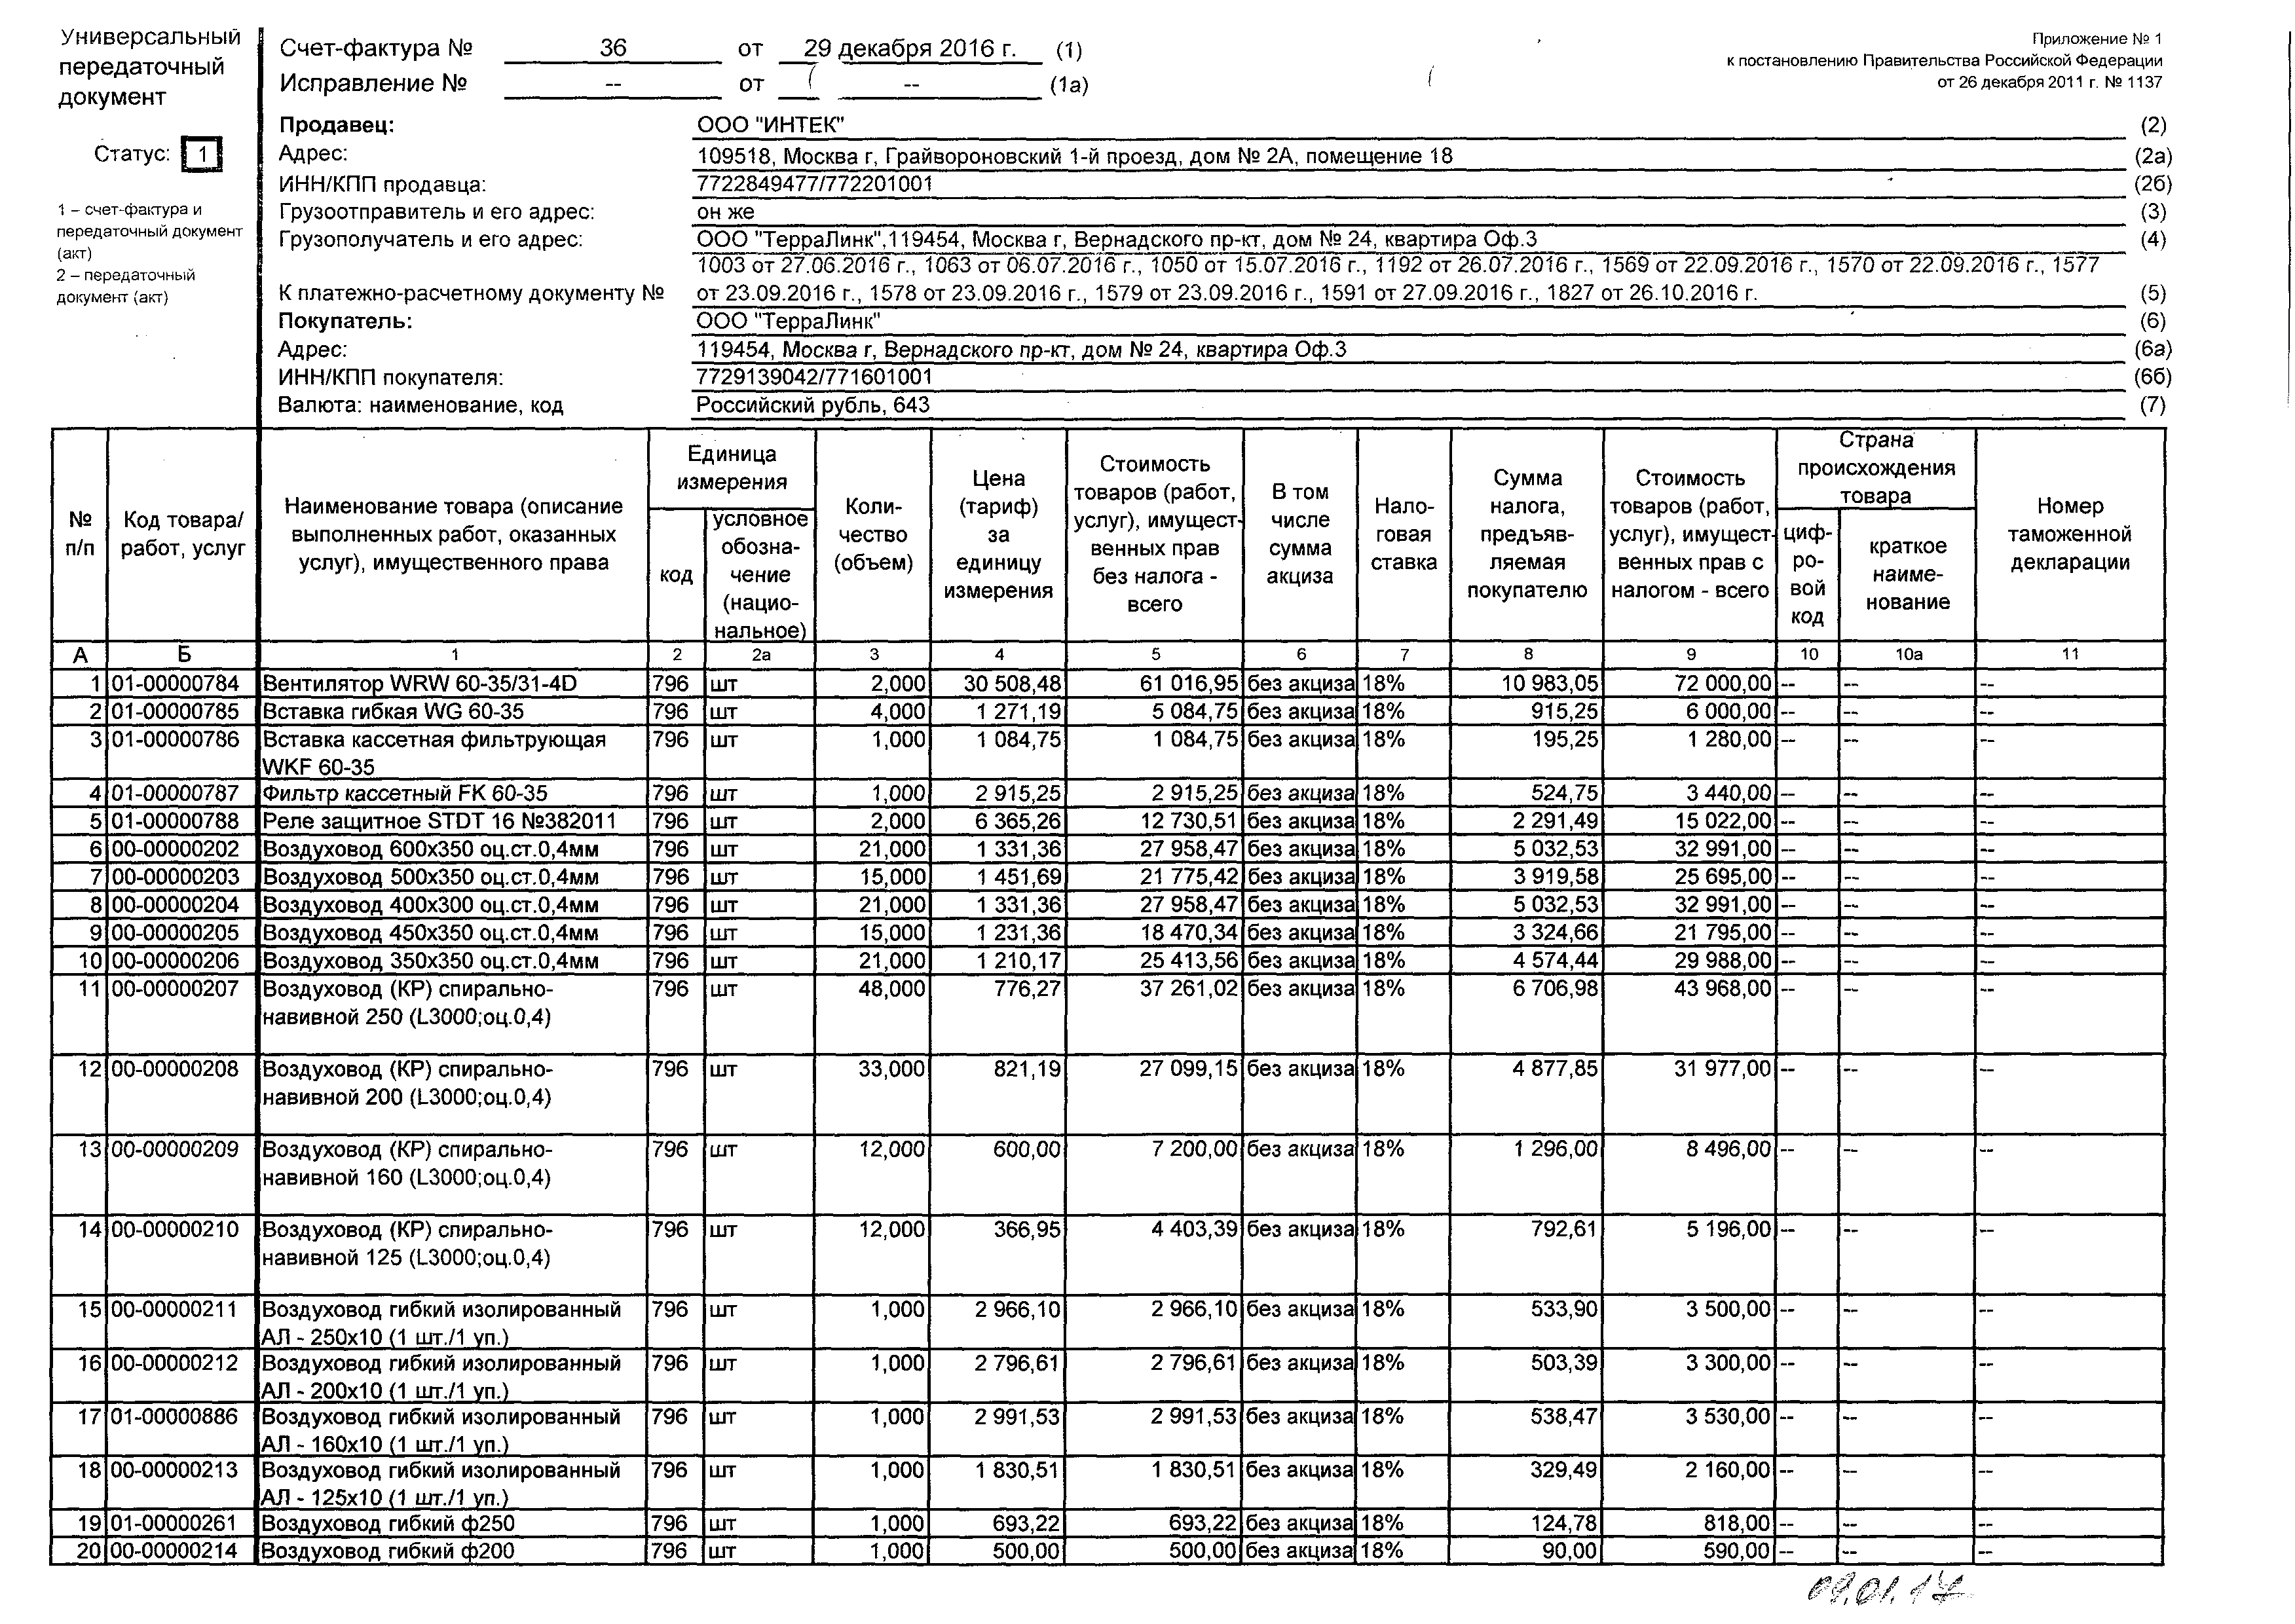 Универсальный
передаточный
документ
Статус: 1
1 – счет-фактура и
передаточный документ
(акт)
2 – передаточный
документ (акт)
Счет-фактура № 36 от 29 декабря 2016 г. (1)
Исправление № -- от -- (1а)
Приложение № 1
к постановлению Правительства Российской Федерации
от 26 декабря 2011 г. № 1137
Продавец: ООО "ИНТЕК" (2)
Адрес: 109518, Москва г, Грайвороновский 1-й проезд, дом № 2А, помещение 18 (2а)
ИНН/КПП продавца: 7722849477/772201001 (2б)
Грузоотправитель и его адрес: он же (3)
Грузополучатель и его адрес: ООО "ТерраЛинк",119454, Москва г, Вернадского пр-кт, дом № 24, квартира Оф.3 (4)
1003 от 27.06.2016 г., 1063 от 06.07.2016 г., 1050 от 15.07.2016 г., 1192 от 26.07.2016 г., 1569 от 22.09.2016 г., 1570 от 22.09.2016 г., 1577
К платежно-расчетному документу № от 23.09.2016 г., 1578 от 23.09.2016 г., 1579 от 23.09.2016 г., 1591 от 27.09.2016 г., 1827 от 26.10.2016 г. (5)
Покупатель: ООО "ТерраЛинк" (6)
Адрес: 119454, Москва г, Вернадского пр-кт, дом № 24, квартира Оф.3 (6а)
ИНН/КПП покупателя: 7729139042/771601001 (6б)
Валюта: наименование, код Российский рубль, 643 (7)
№
п/п
Код товара/
работ, услуг
Наименование товара (описание
выполненных работ, оказанных
услуг), имущественного права
Единица
измерения
код
условное
обозна-
чение
(нацио-
нальное)
Коли-
чество
(объем)
Цена
(тариф)
за
единицу
измерения
Стоимость
товаров (работ,
услуг), имущест-
венных прав
без налога -
всего
В том
числе
сумма
акциза
Нало-
говая
ставка
Сумма
налога,
предъяв-
ляемая
покупателю
Стоимость
товаров (работ,
услуг), имущест-
венных прав с
налогом - всего
Страна
происхождения
товара
циф-
ро-
вой
код
краткое
наиме-
нование
Номер
таможенной
декларации
А Б 1 2 2а 3 4 5 6 7 8 9 10 10а 11
1 01-00000784 Вентилятор WRW 60-35/31-4D 796 шт 2,000 30 508,48 61 016,95 без акциза 18% 10 983,05 72 000,00 -- -- --
2 01-00000785 Вставка гибкая WG 60-35 796 шт 4,000 1 271,19 5 084,75 без акциза 18% 915,25 6 000,00 -- -- --
3 01-00000786 Вставка кассетная фильтрующая 796 шт 1,000 1 084,75 1 084,75 без акциза 18% 195,25 1 280,00 -- -- --
WKF 60-35
4 01-00000787 Фильтр кассетный FK 60-35 796 шт 1,000 2 915,25 2 915,25 без акциза 18% 524,75 3 440,00 -- -- --
5 01-00000788 Реле защитное STDT 16 №382011 796 шт 2,000 6 365,26 12 730,51 без акциза 18% 2 291,49 15 022,00 -- -- --
6 00-00000202 Воздуховод 600х350 оц.ст.0,4мм 796 шт 21,000 1 331,36 27 958,47 без акциза 18% 5 032,53 32 991,00 -- -- --
7 00-00000203 Воздуховод 500х350 оц.ст.0,4мм 796 шт 15,000 1 451,69 21 775,42 без акциза 18% 3 919,58 25 695,00 -- -- --
8 00-00000204 Воздуховод 400х300 оц.ст.0,4мм 796 шт 21,000 1 331,36 27 958,47 без акциза 18% 5 032,53 32 991,00 -- -- --
9 00-00000205 Воздуховод 450х350 оц.ст.0,4мм 796 шт 15,000 1 231,36 18 470,34 без акциза 18% 3 324,66 21 795,00 -- -- --
10 00-00000206 Воздуховод 350х350 оц.ст.0,4мм 796 шт 21,000 1 210,17 25 413,56 без акциза 18% 4 574,44 29 988,00 -- -- --
11 00-00000207 Воздуховод (КР) спирально- 796 шт 48,000 776,27 37 261,02 без акциза 18% 6 706,98 43 968,00 -- -- --
навивной 250 (L3000;оц.0,4)
12 00-00000208 Воздуховод (КР) спирально- 796 шт 33,000 821,19 27 099,15 без акциза 18% 4 877,85 31 977,00 -- -- --
навивной 200 (L3000;оц.0,4)
13 00-00000209 Воздуховод (КР) спирально- 796 шт 12,000 600,00 7 200,00 без акциза 18% 1 296,00 8 496,00 -- -- --
навивной 160 (L3000;оц.0,4)
14 00-00000210 Воздуховод (КР) спирально- 796 шт 12,000 366,95 4 403,39 без акциза 18% 792,61 5 196,00 -- -- --
навивной 125 (L3000;оц.0,4)
15 00-00000211 Воздуховод гибкий изолированный 796 шт 1,000 2 966,10 2 966,10 без акциза 18% 533,90 3 500,00 -- -- --
АЛ - 250х10 (1 шт./1 уп.)
16 00-00000212 Воздуховод гибкий изолированный 796 шт 1,000 2 796,61 2 796,61 без акциза 18% 503,39 3 300,00 -- -- --
АЛ - 200х10 (1 шт./1 уп.)
17 01-00000886 Воздуховод гибкий изолированный 796 шт 1,000 2 991,53 2 991,53 без акциза 18% 538,47 3 530,00 -- -- --
АЛ - 160х10 (1 шт./1 уп.)
18 00-00000213 Воздуховод гибкий изолированный 796 шт 1,000 1 830,51 1 830,51 без акциза 18% 329,49 2 160,00 -- -- --
АЛ - 125х10 (1 шт./1 уп.)
19 01-00000261 Воздуховод гибкий ф250 796 шт 1,000 693,22 693,22 без акциза 18% 124,78 818,00 -- -- --
20 00-00000214 Воздуховод гибкий ф200 796 шт 1,000 500,00 500,00 без акциза 18% 90,00 590,00 -- -- --
09.01.17